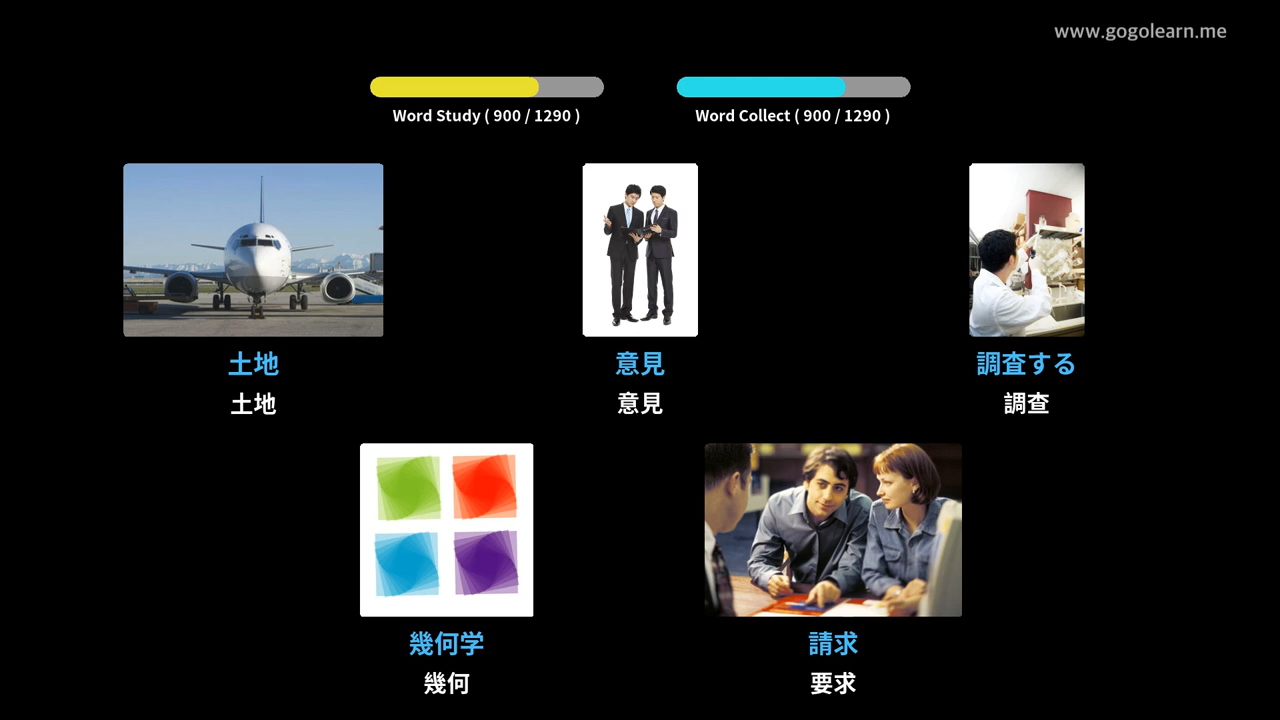 www.gogolearn.me
Word Study ( 900 / 1290 )
Word Collect ( 900 / 1290 )
土地
土地
意見
意見
調査する
調查
幾何学
幾何
請求
要求